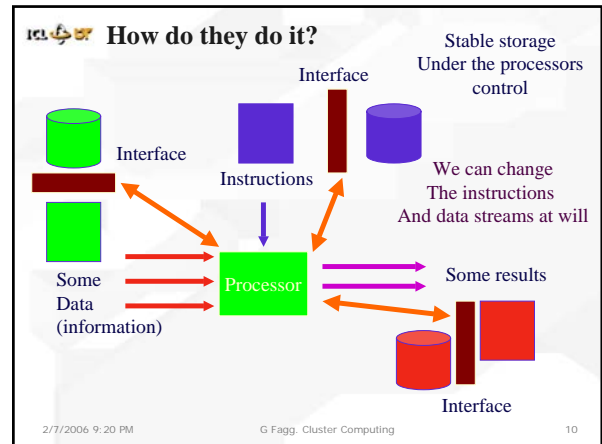 ICL UT How do they do it?
Stable storage
Under the processors
control
Interface
Interface
Instructions
We can change
The instructions
And data streams at will
Processor
Some results
Some
Data
(information)
Interface
2/7/2006 9:20 PM
G Fagg. Cluster Computing
10